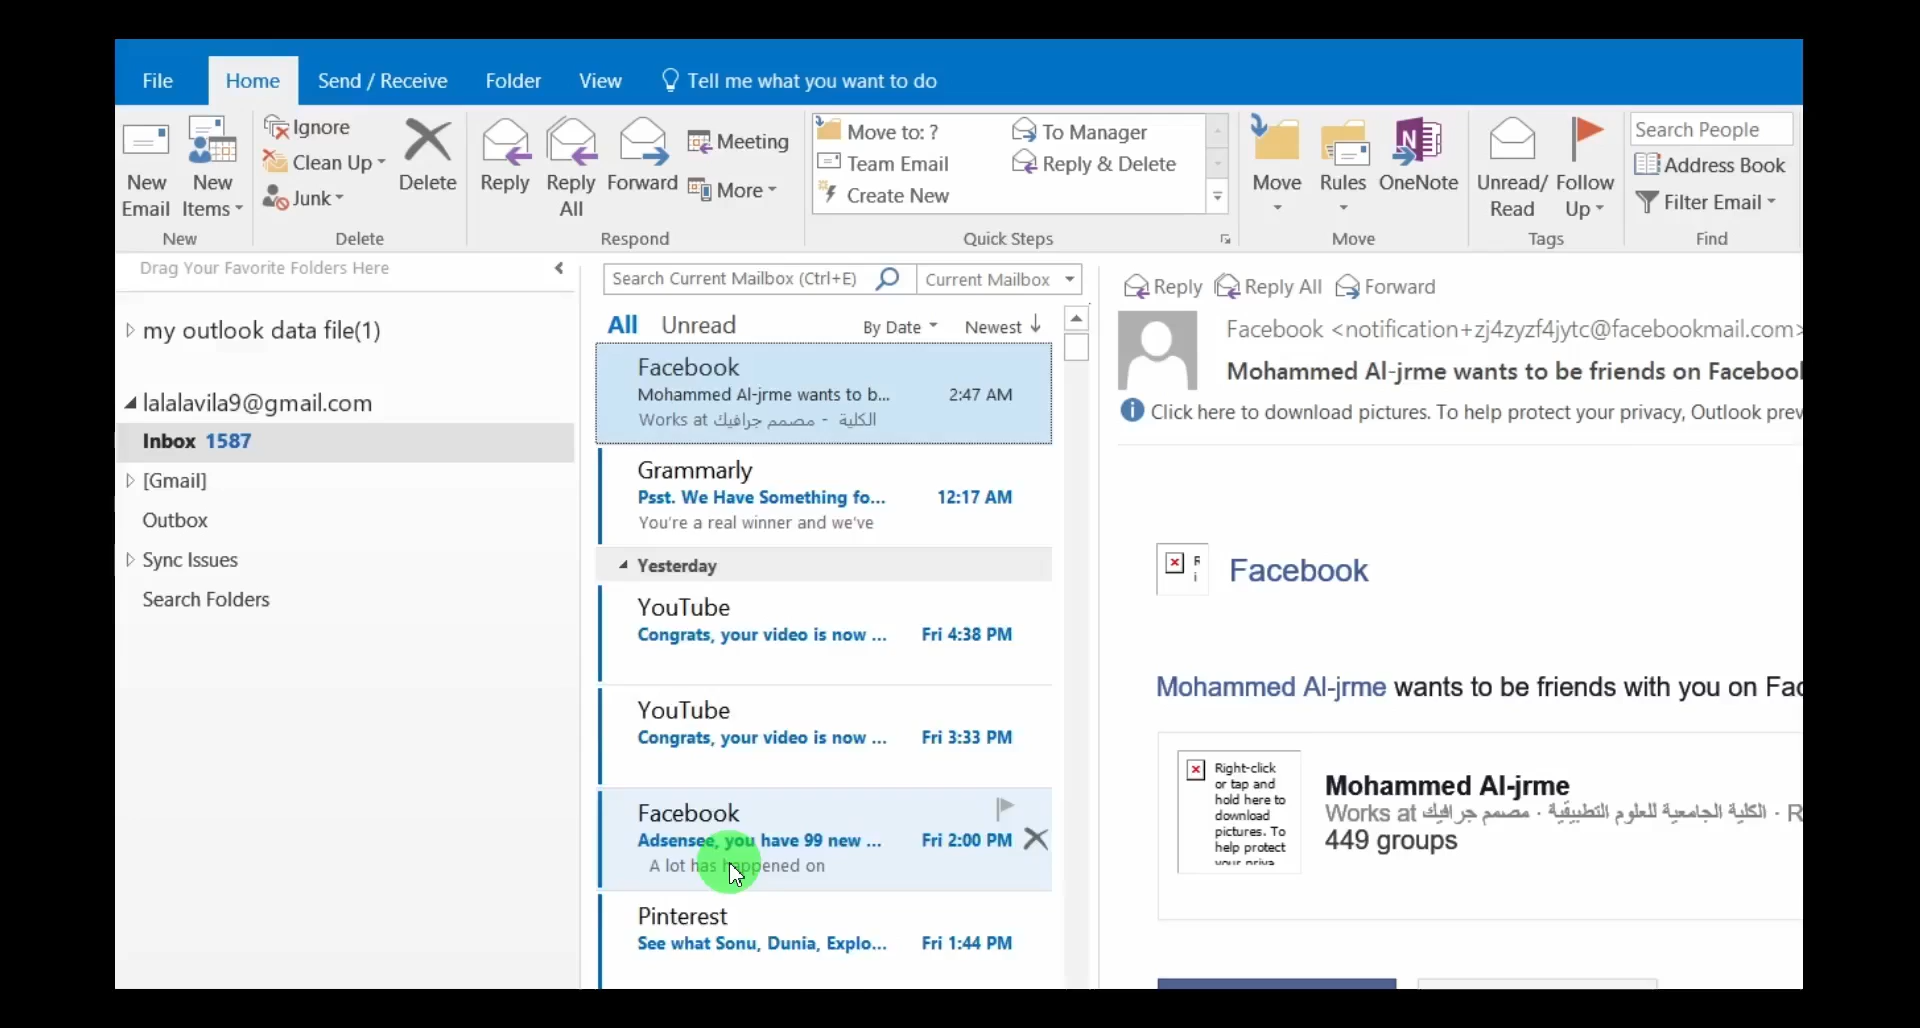 File Home Send / Receive Folder View Tell me what you want to do
New Email
New Items
New
Ignore
Clean Up
Junk
Delete
Delete
Reply
Reply All
Forward
Meeting
More
Respond
Move to: ?
Team Email
Create New
To Manager
Reply & Delete
Quick Steps
Move
Rules
OneNote
Move
Unread/ Read
Follow Up
Tags
Search People
Address Book
Filter Email
Find
Drag Your Favorite Folders Here
my outlook data file(1)
lalalavila9@gmail.com
Inbox 1587
[Gmail]
Outbox
Sync Issues
Search Folders
Search Current Mailbox (Ctrl+E) Current Mailbox
All Unread By Date Newest
Facebook
Mohammed Al-jrme wants to b... 2:47 AM
Works at الكلية - مصمم جرافيك
Grammarly
Psst. We Have Something fo... 12:17 AM
You're a real winner and we've
Yesterday
YouTube
Congrats, your video is now ... Fri 4:38 PM
YouTube
Congrats, your video is now ... Fri 3:33 PM
Facebook
Adsensee, you have 99 new ... Fri 2:00 PM
A lot has happened on
Pinterest
See what Sonu, Dunia, Explo... Fri 1:44 PM
Reply Reply All Forward
Facebook <notification+zj4zyzf4jytc@facebookmail.com>
Mohammed Al-jrme wants to be friends on Facebook
Click here to download pictures. To help protect your privacy, Outlook prev
Facebook
Mohammed Al-jrme wants to be friends with you on Fac
Right-click
or tap and
hold here to
download
pictures. To
help protect
Mohammed Al-jrme
Works at الكلية الجامعية للعلوم التطبيقية · مصمم جرافيك · R
449 groups